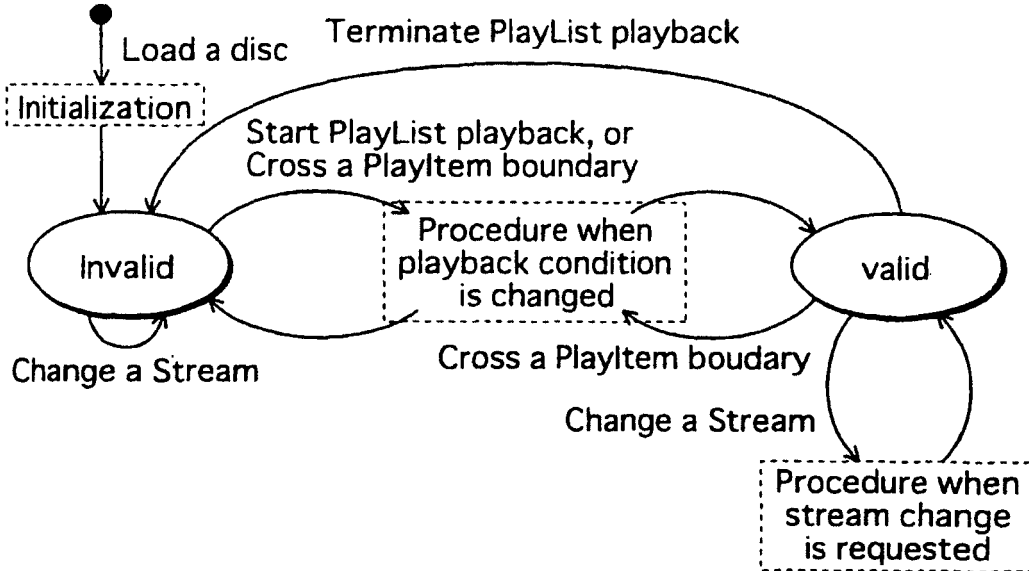 Load a disc
Terminate PlayList playback
Initialization
Start PlayList playback, or
Cross a PlayItem boundary
Invalid
Procedure when
playback condition
is changed
valid
Change a Stream
Cross a PlayItem boudary
Change a Stream
Procedure when
stream change
is requested